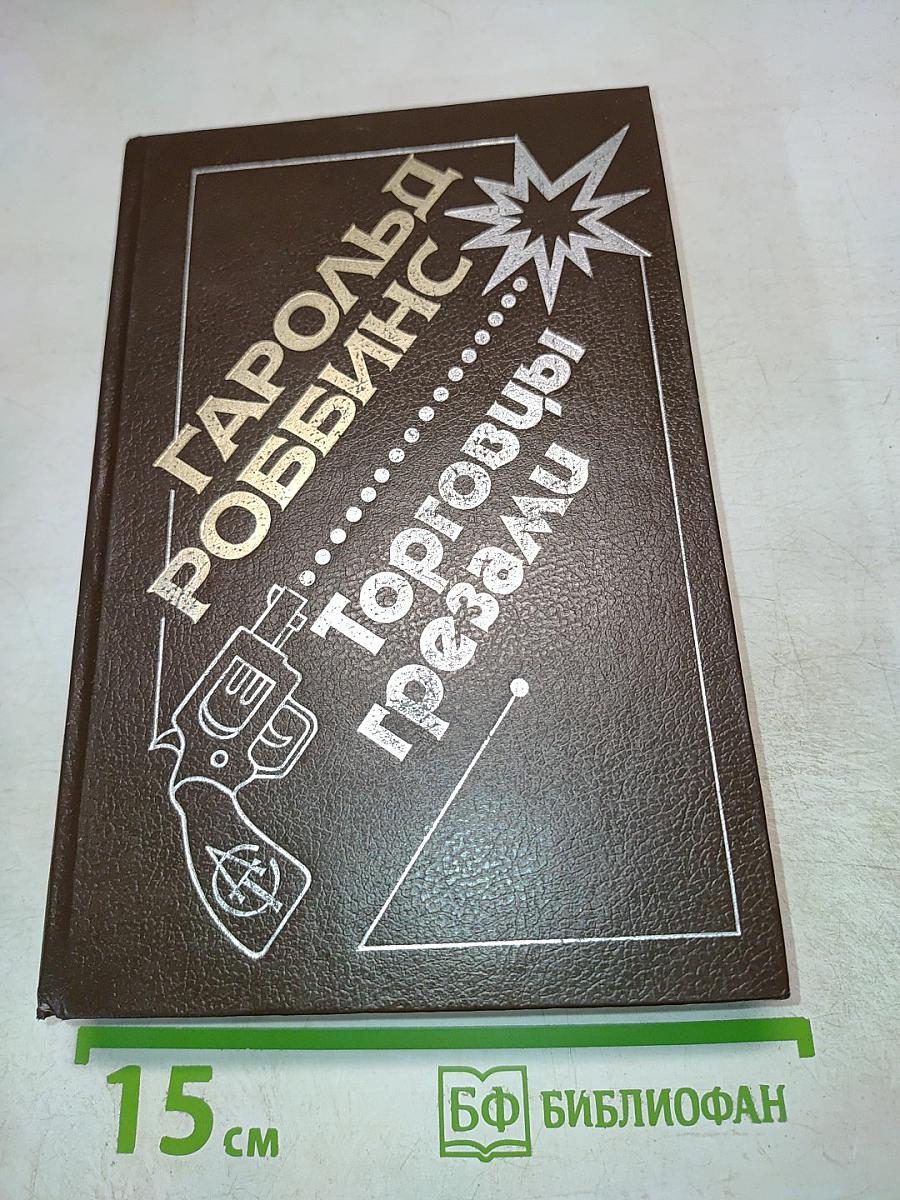 ГАРОЛЬД
РОББИНС
Торговцы
грезами
15 см
БФ БИБЛИОФАН